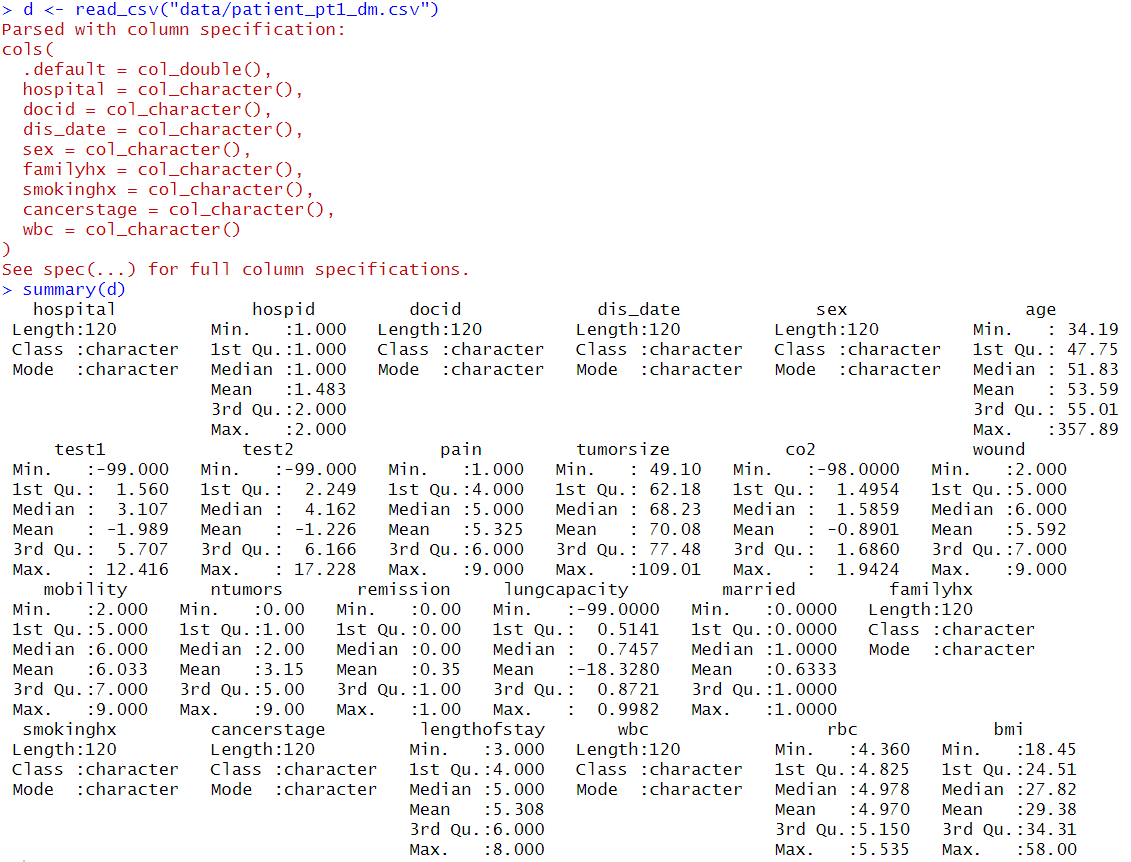 > d <- read_csv("data/patient_pt1_dm.csv")
Parsed with column specification:
cols(
  .default = col_double(),
  hospital = col_character(),
  docid = col_character(),
  dis_date = col_character(),
  sex = col_character(),
  familyhx = col_character(),
  smokinghx = col_character(),
  cancerstage = col_character(),
  wbc = col_character()
)
See spec(...) for full column specifications.
> summary(d)
   hospital             hospid          docid             dis_date             sex                 age
 Length:120         Min.   :1.000   Length:120         Length:120         Length:120         Min.   : 34.19
 Class :character   1st Qu.:1.000   Class :character   Class :character   Class :character   1st Qu.: 47.75
 Mode  :character   Median :1.000   Mode  :character   Mode  :character   Mode  :character   Median : 51.83
                    Mean   :1.483                                                            Mean   : 53.59
                    3rd Qu.:2.000                                                            3rd Qu.: 55.01
                    Max.   :2.000                                                            Max.   :357.89
     test1             test2              pain         tumorsize           co2               wound
 Min.   :-99.000   Min.   :-99.000   Min.   :1.000   Min.   : 49.10   Min.   :-98.0000   Min.   :2.000
 1st Qu.:  1.560   1st Qu.:  2.249   1st Qu.:4.000   1st Qu.: 62.18   1st Qu.:  1.4954   1st Qu.:5.000
 Median :  3.107   Median :  4.162   Median :5.000   Median : 68.23   Median :  1.5859   Median :6.000
 Mean   : -1.989   Mean   : -1.226   Mean   :5.325   Mean   : 70.08   Mean   : -0.8901   Mean   :5.592
 3rd Qu.:  5.707   3rd Qu.:  6.166   3rd Qu.:6.000   3rd Qu.: 77.48   3rd Qu.:  1.6860   3rd Qu.:7.000
 Max.   : 12.416   Max.   : 17.228   Max.   :9.000   Max.   :109.01   Max.   :  1.9424   Max.   :9.000
    mobility        ntumors       remission     lungcapacity         married         familyhx
 Min.   :2.000   Min.   :0.00   Min.   :0.00   Min.   :-99.0000   Min.   :0.0000   Length:120
 1st Qu.:5.000   1st Qu.:1.00   1st Qu.:0.00   1st Qu.:  0.5141   1st Qu.:0.0000   Class :character
 Median :6.000   Median :2.00   Median :0.00   Median :  0.7457   Median :1.0000   Mode  :character
 Mean   :6.033   Mean   :3.15   Mean   :0.35   Mean   :-18.3280   Mean   :0.6333
 3rd Qu.:7.000   3rd Qu.:5.00   3rd Qu.:1.00   3rd Qu.:  0.8721   3rd Qu.:1.0000
 Max.   :9.000   Max.   :9.00   Max.   :1.00   Max.   :  0.9982   Max.   :1.0000
  smokinghx         cancerstage         lengthofstay       wbc                 rbc             bmi
 Length:120         Length:120         Min.   :3.000   Length:120         Min.   :4.360   Min.   :18.45
 Class :character   Class :character   1st Qu.:4.000   Class :character   1st Qu.:4.825   1st Qu.:24.51
 Mode  :character   Mode  :character   Median :5.000   Mode  :character   Median :4.978   Median :27.82
                                       Mean   :5.308                      Mean   :4.970   Mean   :29.38
                                       3rd Qu.:6.000                      3rd Qu.:5.150   3rd Qu.:34.31
                                       Max.   :8.000                      Max.   :5.535   Max.   :58.00